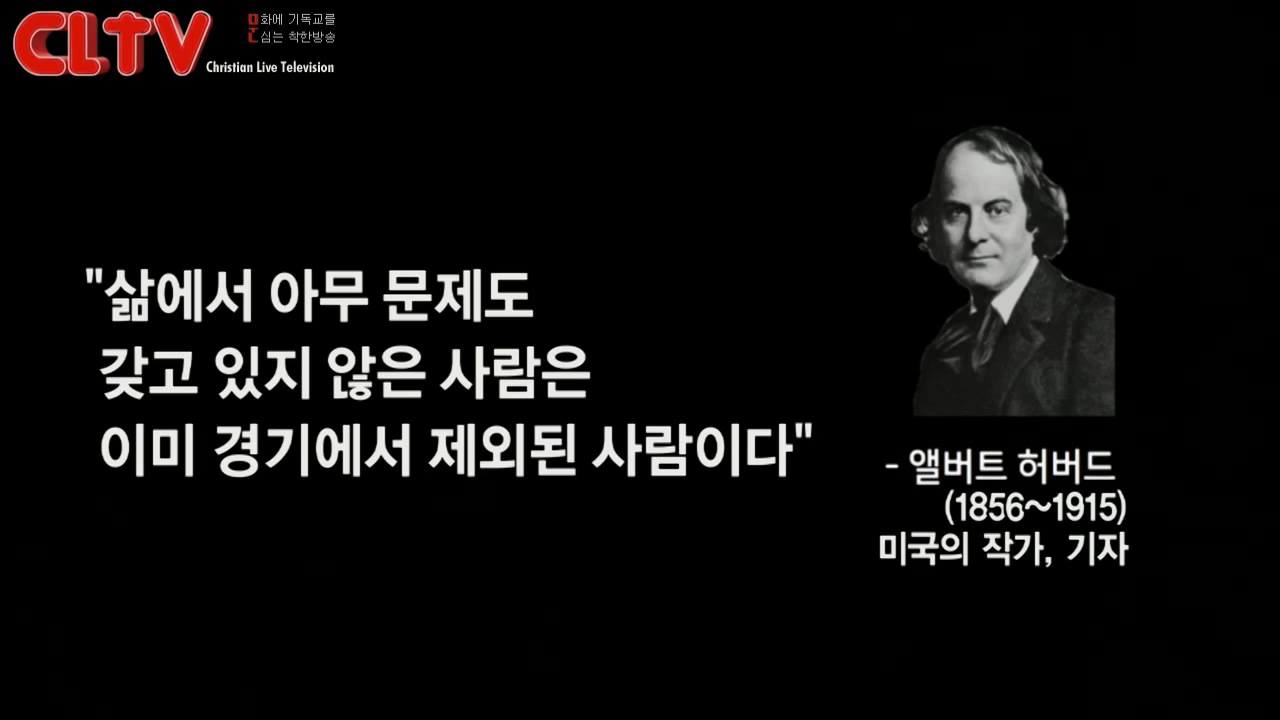 CLTV
문화에 기독교를
심는 착한방송
Christian Live Television
"삶에서 아무 문제도
갖고 있지 않은 사람은
이미 경기에서 제외된 사람이다"
- 앨버트 허버드
(1856~1915)
미국의 작가, 기자